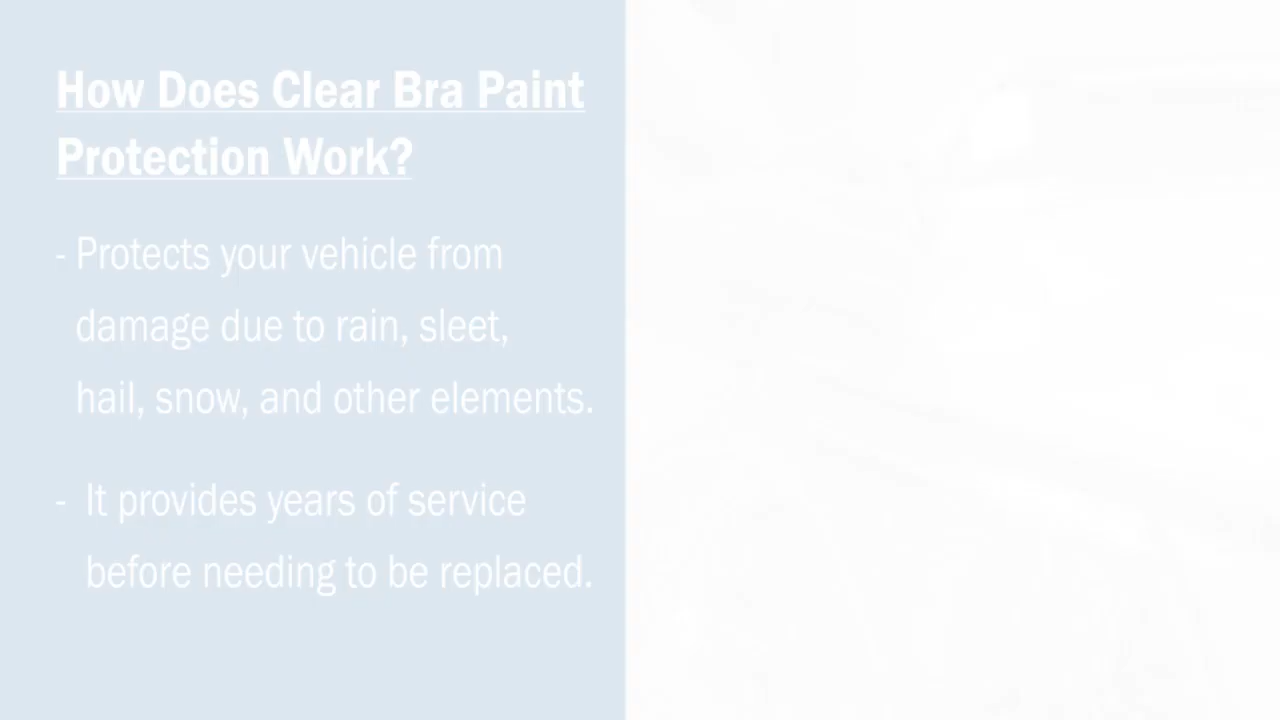 How Does Clear Bra Paint
Protection Work?
- Protects your vehicle from
damage due to rain, sleet,
hail, snow, and other elements.
- It provides years of service
before needing to be replaced.